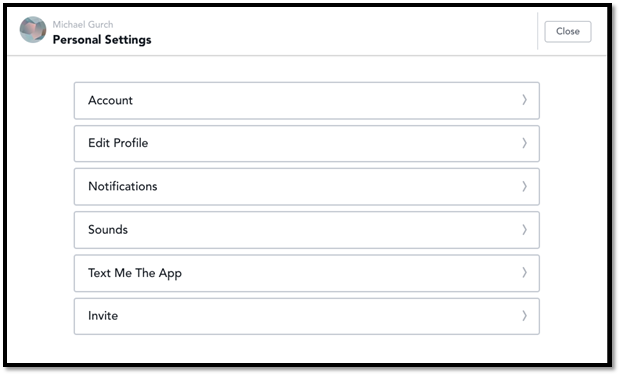 Michael Gurch
Personal Settings
Close
Account
Edit Profile
Notifications
Sounds
Text Me The App
Invite